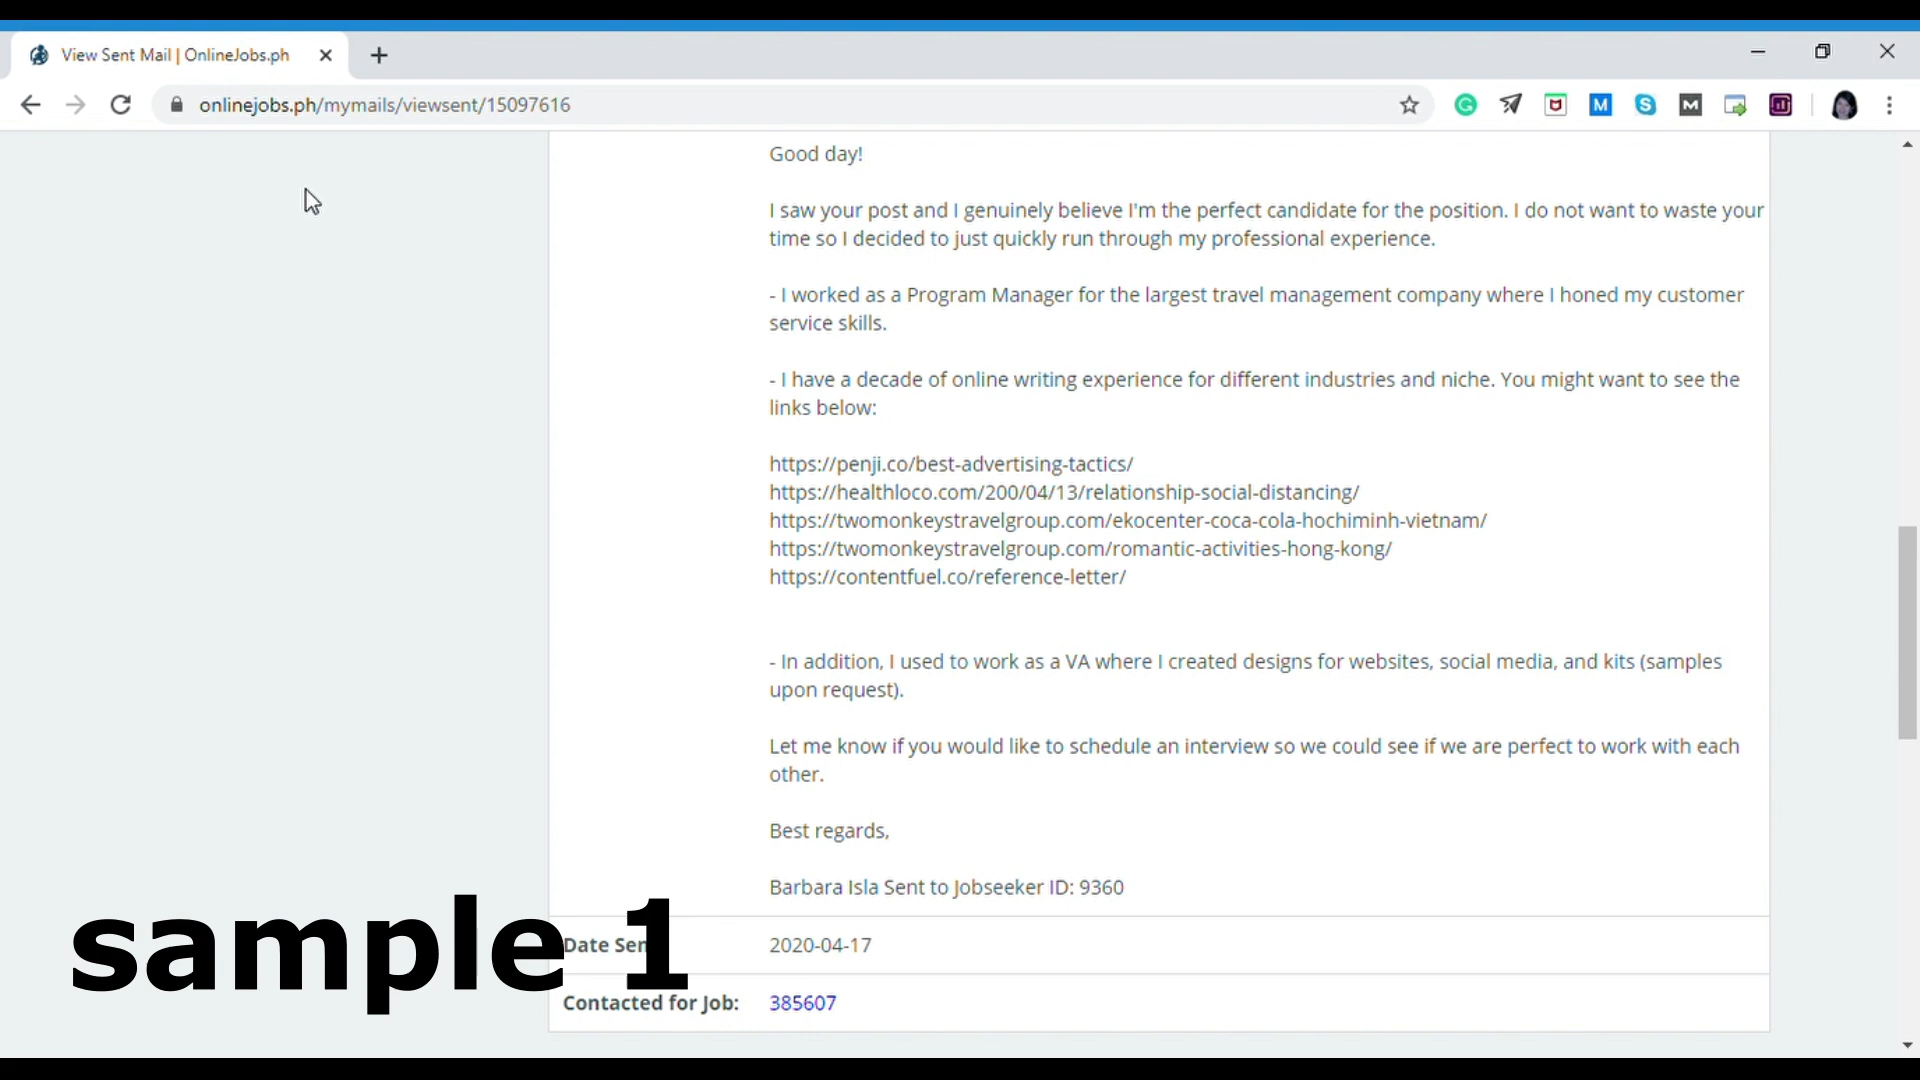 View Sent Mail | OnlineJobs.ph
onlinejobs.ph/mymails/viewsent/15097616
Good day!
I saw your post and I genuinely believe I'm the perfect candidate for the position. I do not want to waste your
time so I decided to just quickly run through my professional experience.
- I worked as a Program Manager for the largest travel management company where I honed my customer
service skills.
- I have a decade of online writing experience for different industries and niche. You might want to see the
links below:
https://penji.co/best-advertising-tactics/
https://healthloco.com/200/04/13/relationship-social-distancing/
https://twomonkeystravelgroup.com/ekocenter-coca-cola-hochiminh-vietnam/
https://twomonkeystravelgroup.com/romantic-activities-hong-kong/
https://contentfuel.co/reference-letter/
- In addition, I used to work as a VA where I created designs for websites, social media, and kits (samples
upon request).
Let me know if you would like to schedule an interview so we could see if we are perfect to work with each
other.
Best regards,
Barbara Isla Sent to Jobseeker ID: 9360
Date Sen 2020-04-17
Contacted for Job: 385607
sample 1